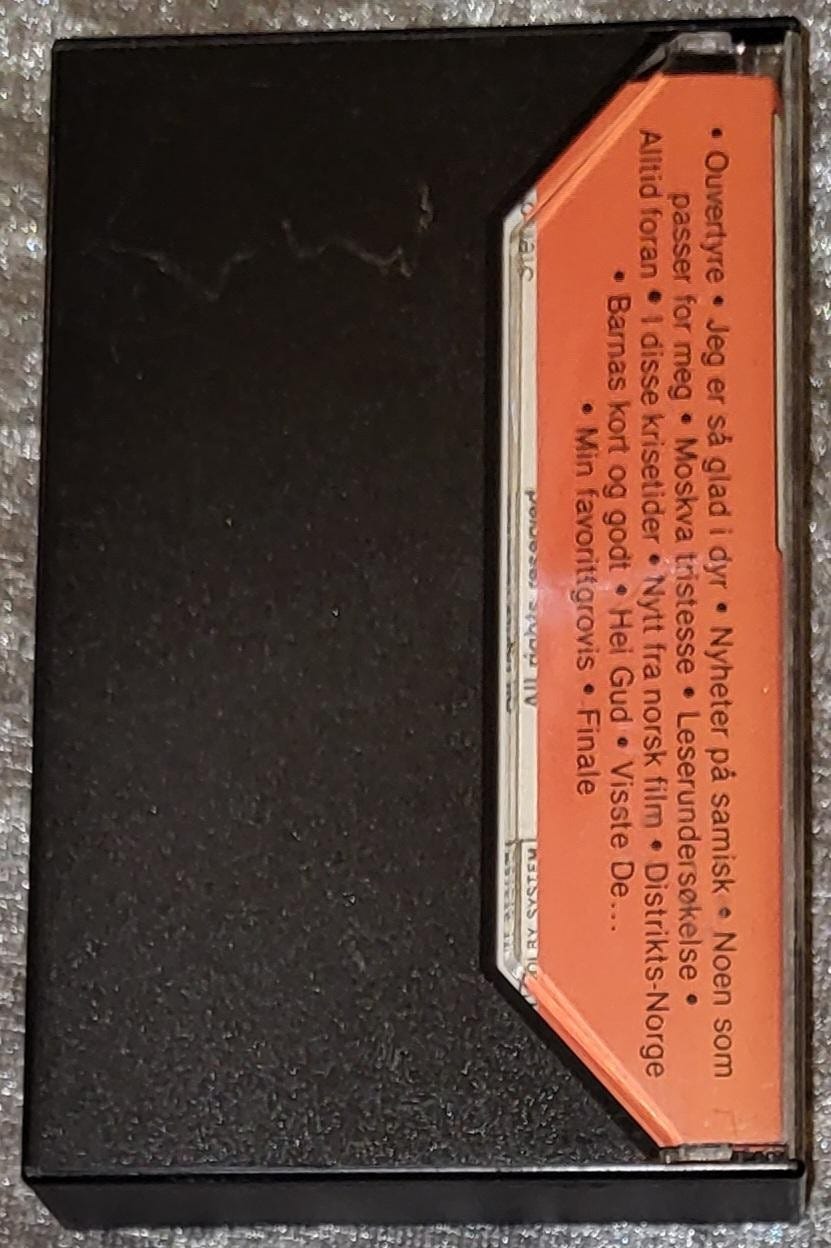 • Ouvertyre • Jeg er så glad i dyr • Nyheter på samisk • Noen som
passer for meg • Moskva tristesse • Leserundersøkelse •
Alltid foran • I disse krisetider • Nytt fra norsk film • Distrikts-Norge
• Barnas kort og godt • Hei Gud • Visste De...
• Min favorittgrovis • Finale